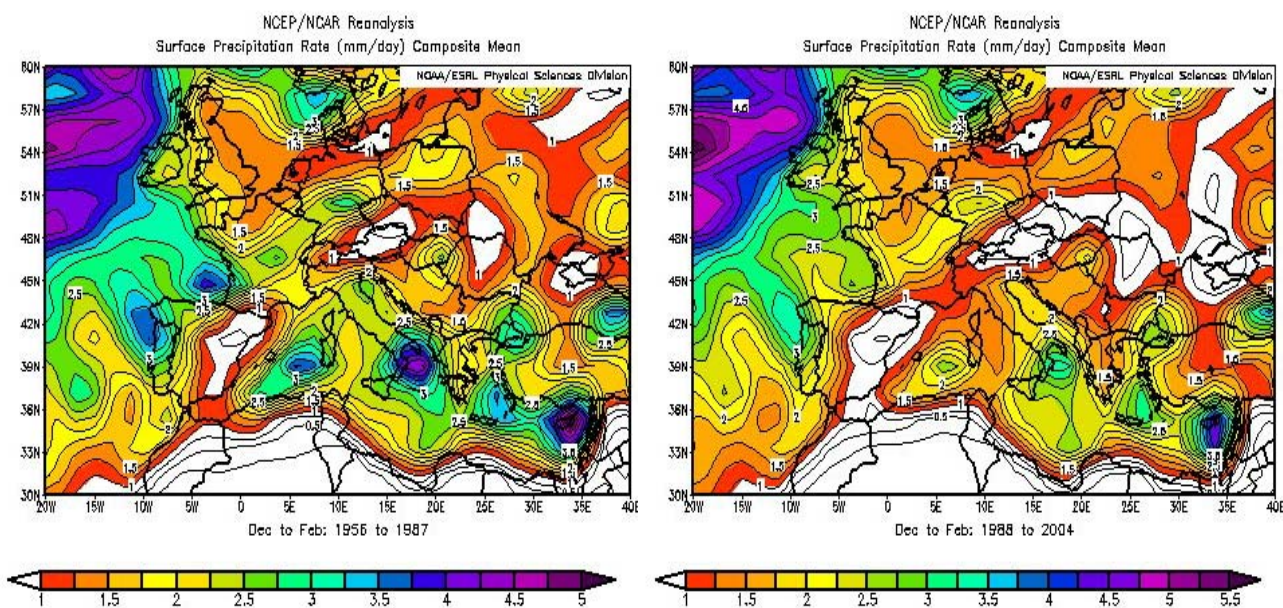 NCEP/NCAR Reanalysis
Surface Precipitation Rate (mm/day) Composite Mean
NOAA/ESRL Physical Sciences Division
60N
57N
54N
51N
48N
45N
42N
39N
36N
33N
30N
20W 15W 10W 5W 0 5E 10E 15E 20E 25E 30E 35E 40E
Dec to Feb: 1956 to 1987
1 1.5 2 2.5 3 3.5 4 4.5 5
NCEP/NCAR Reanalysis
Surface Precipitation Rate (mm/day) Composite Mean
NOAA/ESRL Physical Sciences Division
60N
57N
54N
51N
48N
45N
42N
39N
36N
33N
30N
20W 15W 10W 5W 0 5E 10E 15E 20E 25E 30E 35E 40E
Dec to Feb: 1988 to 2004
1 1.5 2 2.5 3 3.5 4 4.5 5 5.5